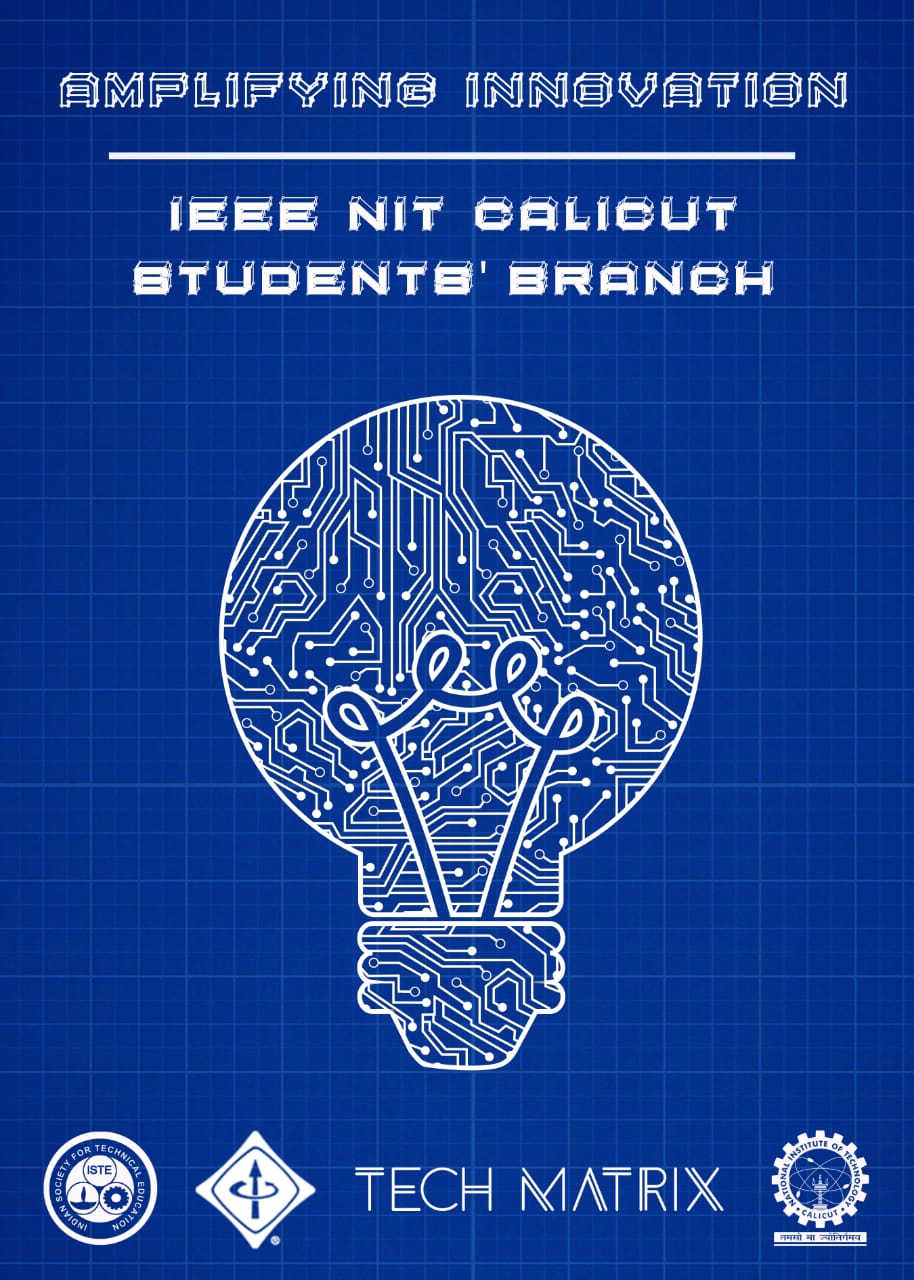 AMPLIFYING INNOVATION
IEEE NIT CALICUT
STUDENTS' BRANCH
INDIAN SOCIETY FOR TECHNICAL EDUCATION
ISTE
®
TECH MATRIX
NATIONAL INSTITUTE OF TECHNOLOGY
CALICUT
तमसो मा ज्योतिर्गमय